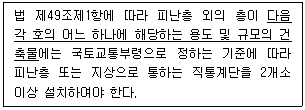 법 제49조제1항에 따라 피난층 외의 층이 다음
각 호의 어느 하나에 해당하는 용도 및 규모의 건
축물에는 국토교통부령으로 정하는 기준에 따라
피난층 또는 지상으로 통하는 직통계단을 2개소
이상 설치하여야 한다.